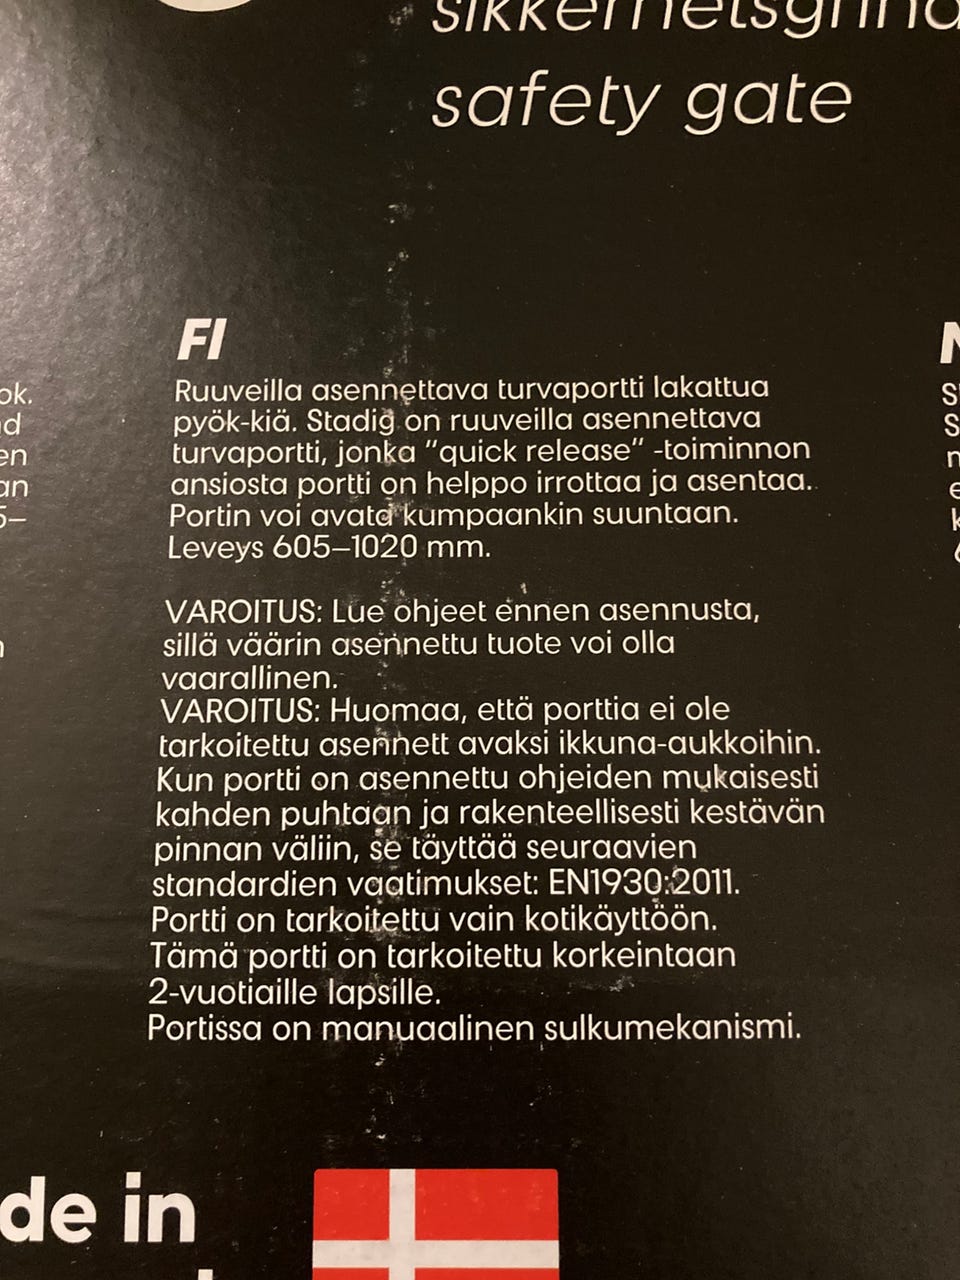 safety gate
FI
Ruuveilla asennettava turvaportti lakattua
pyök-kiä. Stadig on ruuveilla asennettava
turvaportti, jonka “quick release“ -toiminnon
ansiosta portti on helppo irrottaa ja asentaa.
Portin voi avata kumpaankin suuntaan.
Leveys 605–1020 mm.
VAROITUS: Lue ohjeet ennen asennusta,
sillä väärin asennettu tuote voi olla
vaarallinen.
VAROITUS: Huomaa, että porttia ei ole
tarkoitettu asennett avaksi ikkuna-aukkoihin.
Kun portti on asennettu ohjeiden mukaisesti
kahden puhtaan ja rakenteellisesti kestävän
pinnan väliin, se täyttää seuraavien
standardien vaatimukset: EN1930:2011.
Portti on tarkoitettu vain kotikäyttöön.
Tämä portti on tarkoitettu korkeintaan
2-vuotiaille lapsille.
Portissa on manuaalinen sulkumekanismi.
de in